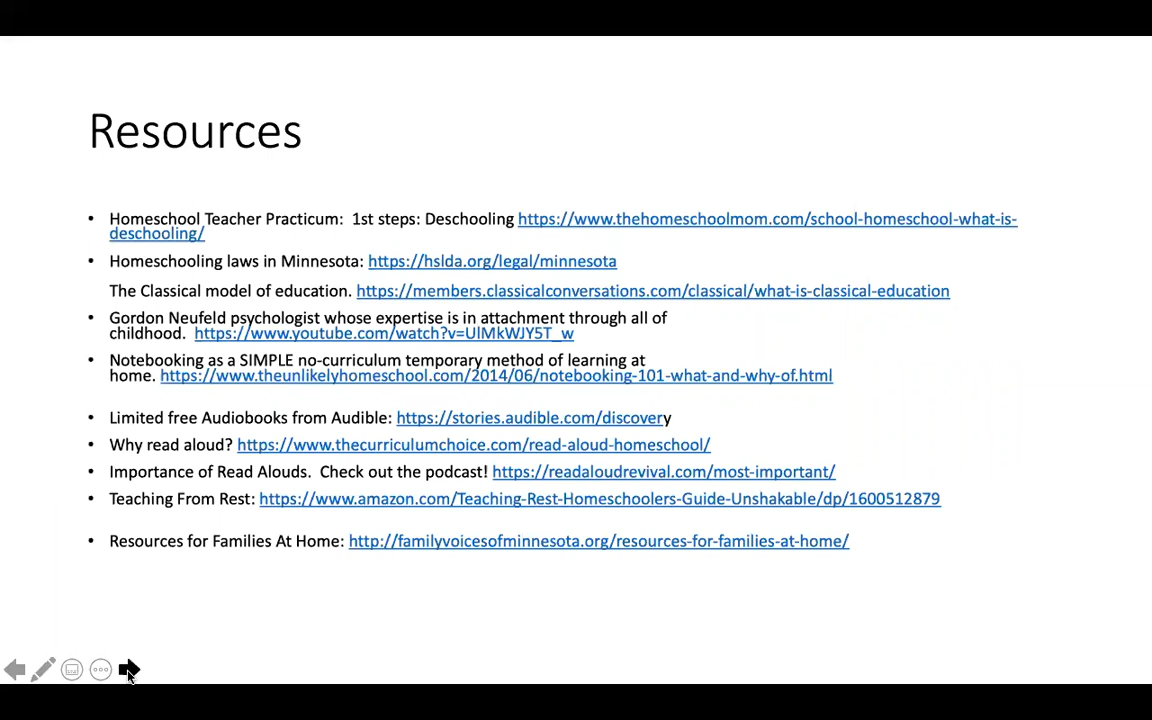 Resources
• Homeschool Teacher Practicum:  1st steps: Deschooling https://www.thehomeschoolmom.com/school-homeschool-what-is-
deschooling/
• Homeschooling laws in Minnesota: https://hslda.org/legal/minnesota
The Classical model of education. https://members.classicalconversations.com/classical/what-is-classical-education
• Gordon Neufeld psychologist whose expertise is in attachment through all of
childhood.  https://www.youtube.com/watch?v=UlMkWJY5T_w
• Notebooking as a SIMPLE no-curriculum temporary method of learning at
home. https://www.theunlikelyhomeschool.com/2014/06/notebooking-101-what-and-why-of.html
• Limited free Audiobooks from Audible: https://stories.audible.com/discovery
• Why read aloud? https://www.thecurriculumchoice.com/read-aloud-homeschool/
• Importance of Read Alouds.  Check out the podcast! https://readaloudrevival.com/most-important/
• Teaching From Rest: https://www.amazon.com/Teaching-Rest-Homeschoolers-Guide-Unshakable/dp/1600512879
• Resources for Families At Home: http://familyvoicesofminnesota.org/resources-for-families-at-home/